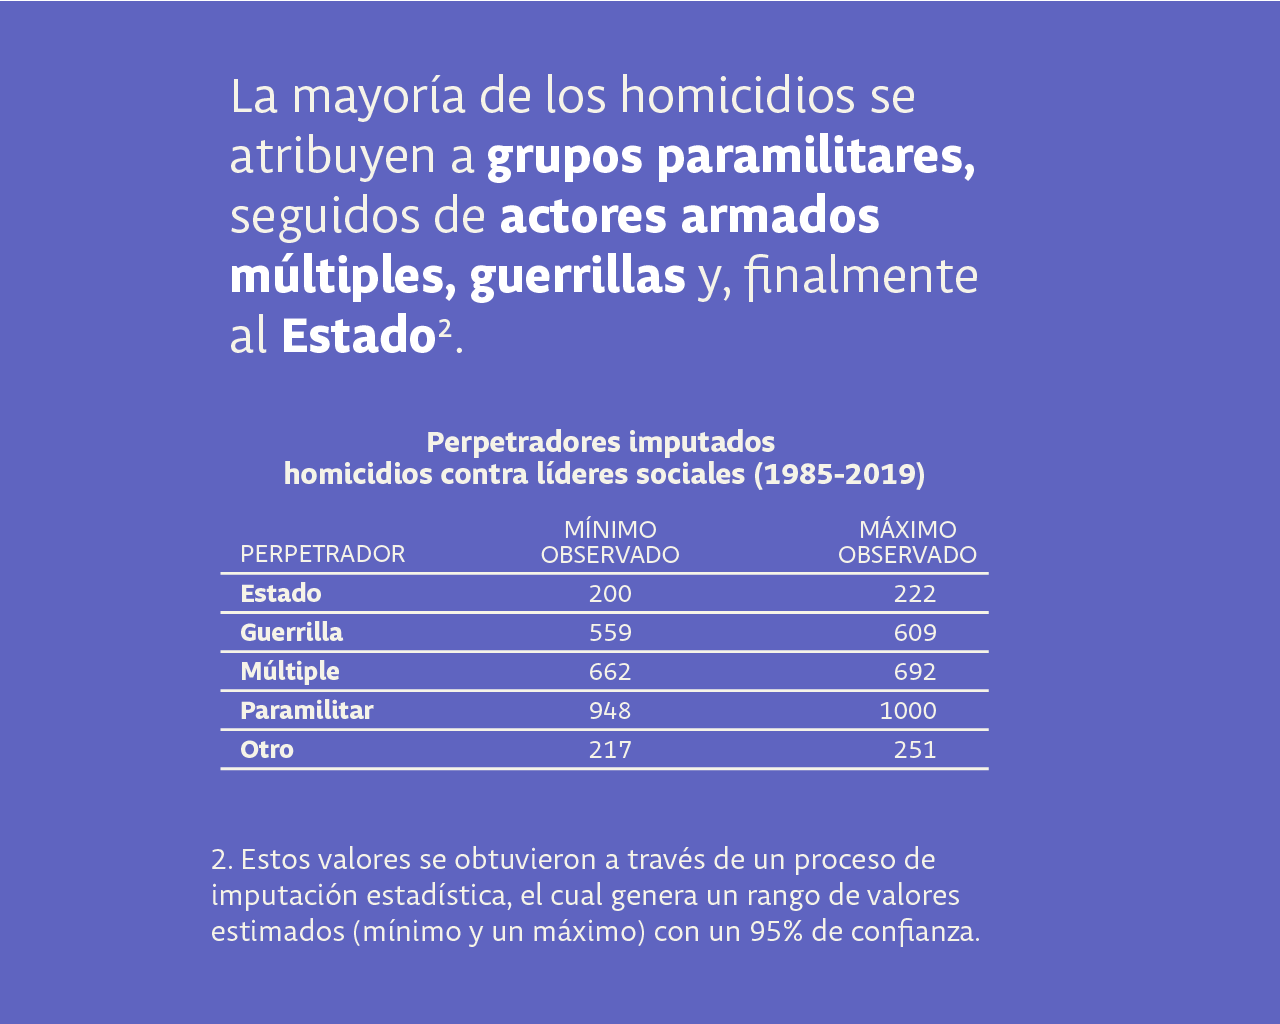 La mayoría de los homicidios se
atribuyen a grupos paramilitares,
seguidos de actores armados
múltiples, guerrillas y, finalmente
al Estado².
Perpetradores imputados
homicidios contra líderes sociales (1985-2019)
PERPETRADOR MÍNIMO OBSERVADO MÁXIMO OBSERVADO
Estado 200 222
Guerrilla 559 609
Múltiple 662 692
Paramilitar 948 1000
Otro 217 251
2. Estos valores se obtuvieron a través de un proceso de
imputación estadística, el cual genera un rango de valores
estimados (mínimo y un máximo) con un 95% de confianza.